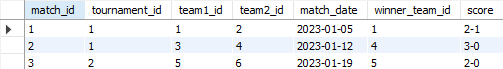 match_id tournament_id team1_id team2_id match_date winner_team_id score
1 1 1 2 2023-01-05 1 2-1
2 1 3 4 2023-01-12 4 3-0
3 2 5 6 2023-01-19 5 2-0